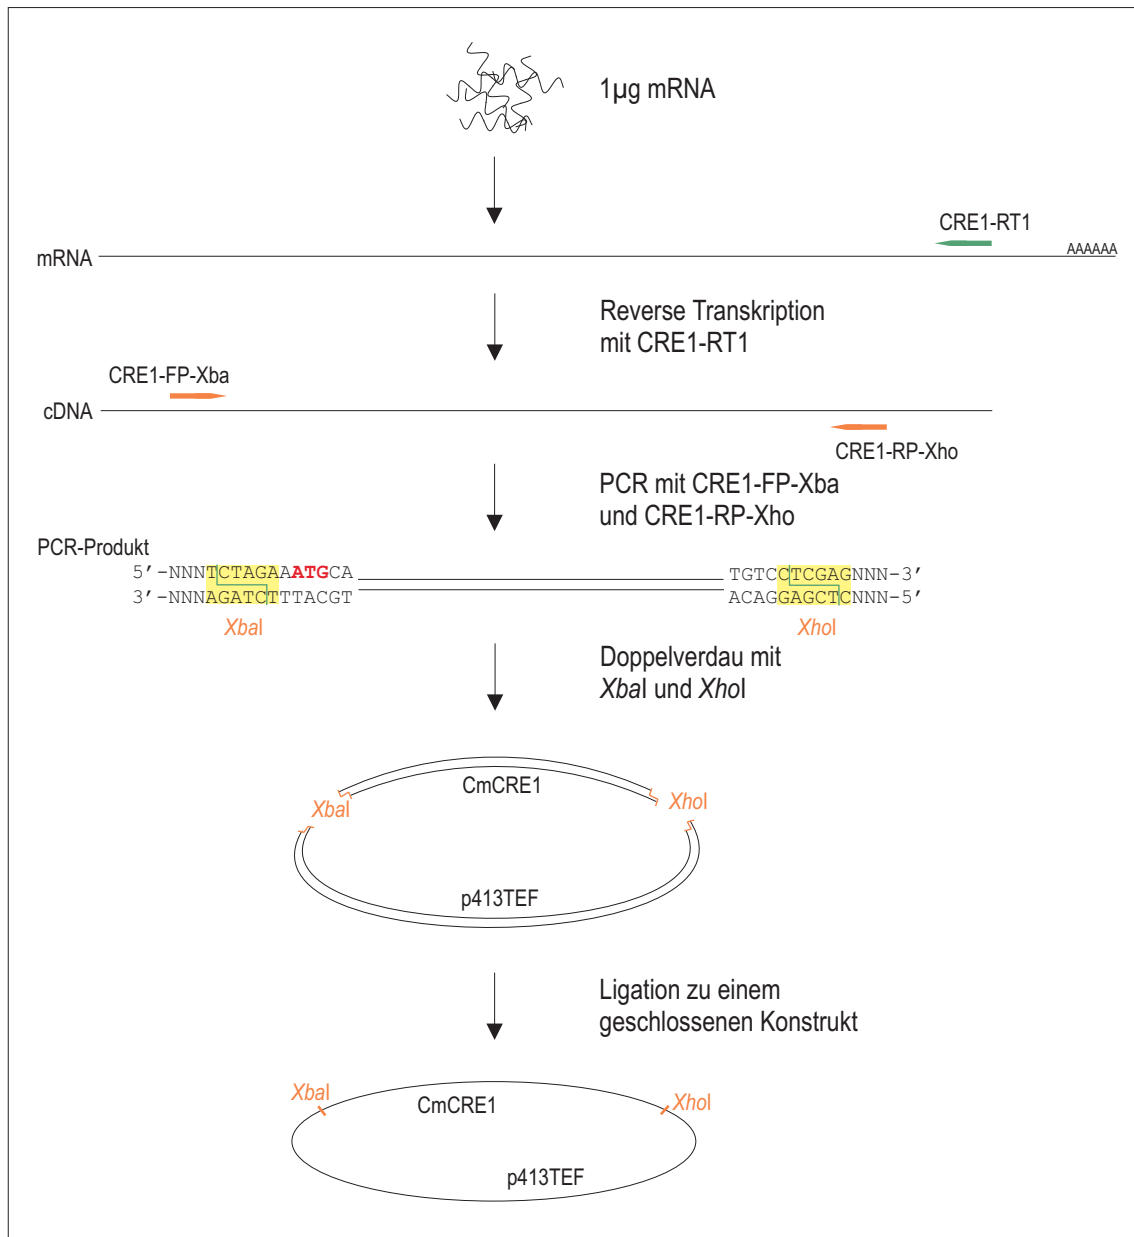 1µg mRNA
CRE1-RT1
mRNA
AAAAAA
Reverse Transkription
mit CRE1-RT1
CRE1-FP-Xba
cDNA
CRE1-RP-Xho
PCR mit CRE1-FP-Xba
und CRE1-RP-Xho
PCR-Produkt
5’-NNNTCTAGAAATGCA TGTCCTCGAGNNN-3’
3’-NNNAGATCTTTACGT ACAGGAGCTCNNN-5’
XbaI XhoI
Doppelverdau mit
XbaI und XhoI
CmCRE1
XbaI XhoI
p413TEF
Ligation zu einem
geschlossenen Konstrukt
XbaI CmCRE1 XhoI
p413TEF